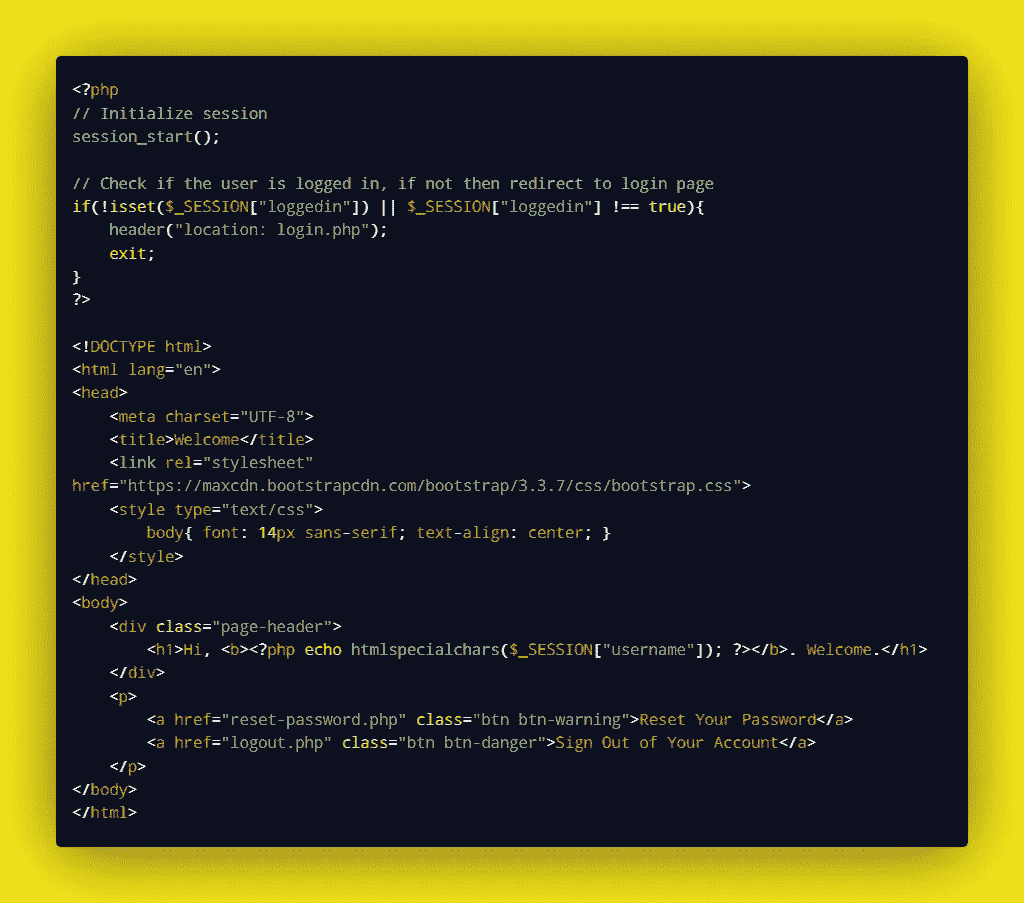 <?php
// Initialize session
session_start();
// Check if the user is logged in, if not then redirect to login page
if(!isset($_SESSION["loggedin"]) || $_SESSION["loggedin"] !== true){
    header("location: login.php");
    exit;
}
?>
<!DOCTYPE html>
<html lang="en">
<head>
    <meta charset="UTF-8">
    <title>Welcome</title>
    <link rel="stylesheet"
href="https://maxcdn.bootstrapcdn.com/bootstrap/3.3.7/css/bootstrap.css">
    <style type="text/css">
        body{ font: 14px sans-serif; text-align: center; }
    </style>
</head>
<body>
    <div class="page-header">
        <h1>Hi, <b><?php echo htmlspecialchars($_SESSION["username"]); ?></b>. Welcome.</h1>
    </div>
    <p>
        <a href="reset-password.php" class="btn btn-warning">Reset Your Password</a>
        <a href="logout.php" class="btn btn-danger">Sign Out of Your Account</a>
    </p>
</body>
</html>